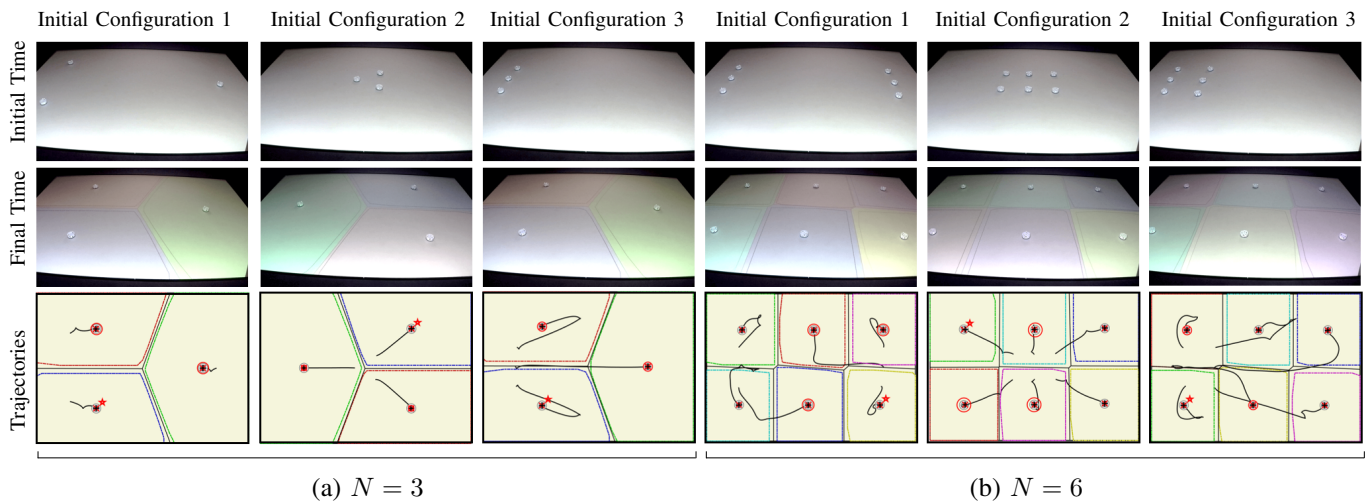 Initial Configuration 1 Initial Configuration 2 Initial Configuration 3 Initial Configuration 1 Initial Configuration 2 Initial Configuration 3
Initial Time
Final Time
Trajectories
(a) N = 3
(b) N = 6